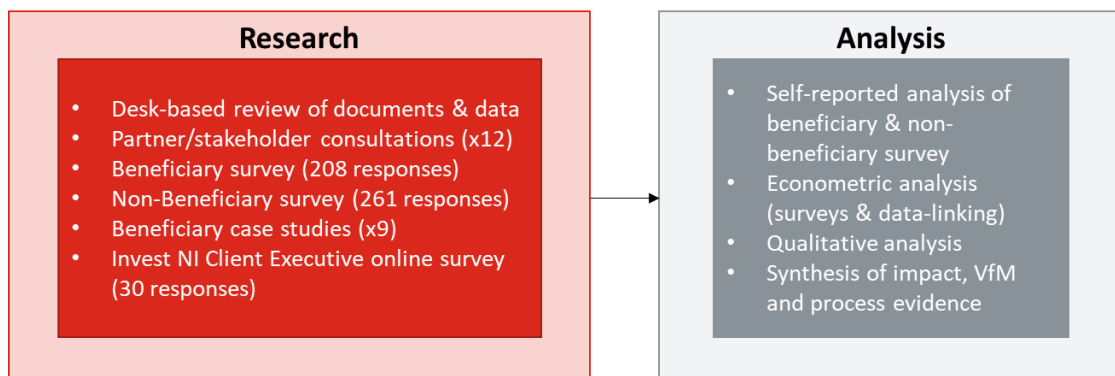 Research
• Desk-based review of documents & data
• Partner/stakeholder consultations (x12)
• Beneficiary survey (208 responses)
• Non-Beneficiary survey (261 responses)
• Beneficiary case studies (x9)
• Invest NI Client Executive online survey
(30 responses)
Analysis
• Self-reported analysis of
beneficiary & non-
beneficiary survey
• Econometric analysis
(surveys & data-linking)
• Qualitative analysis
• Synthesis of impact, VfM
and process evidence